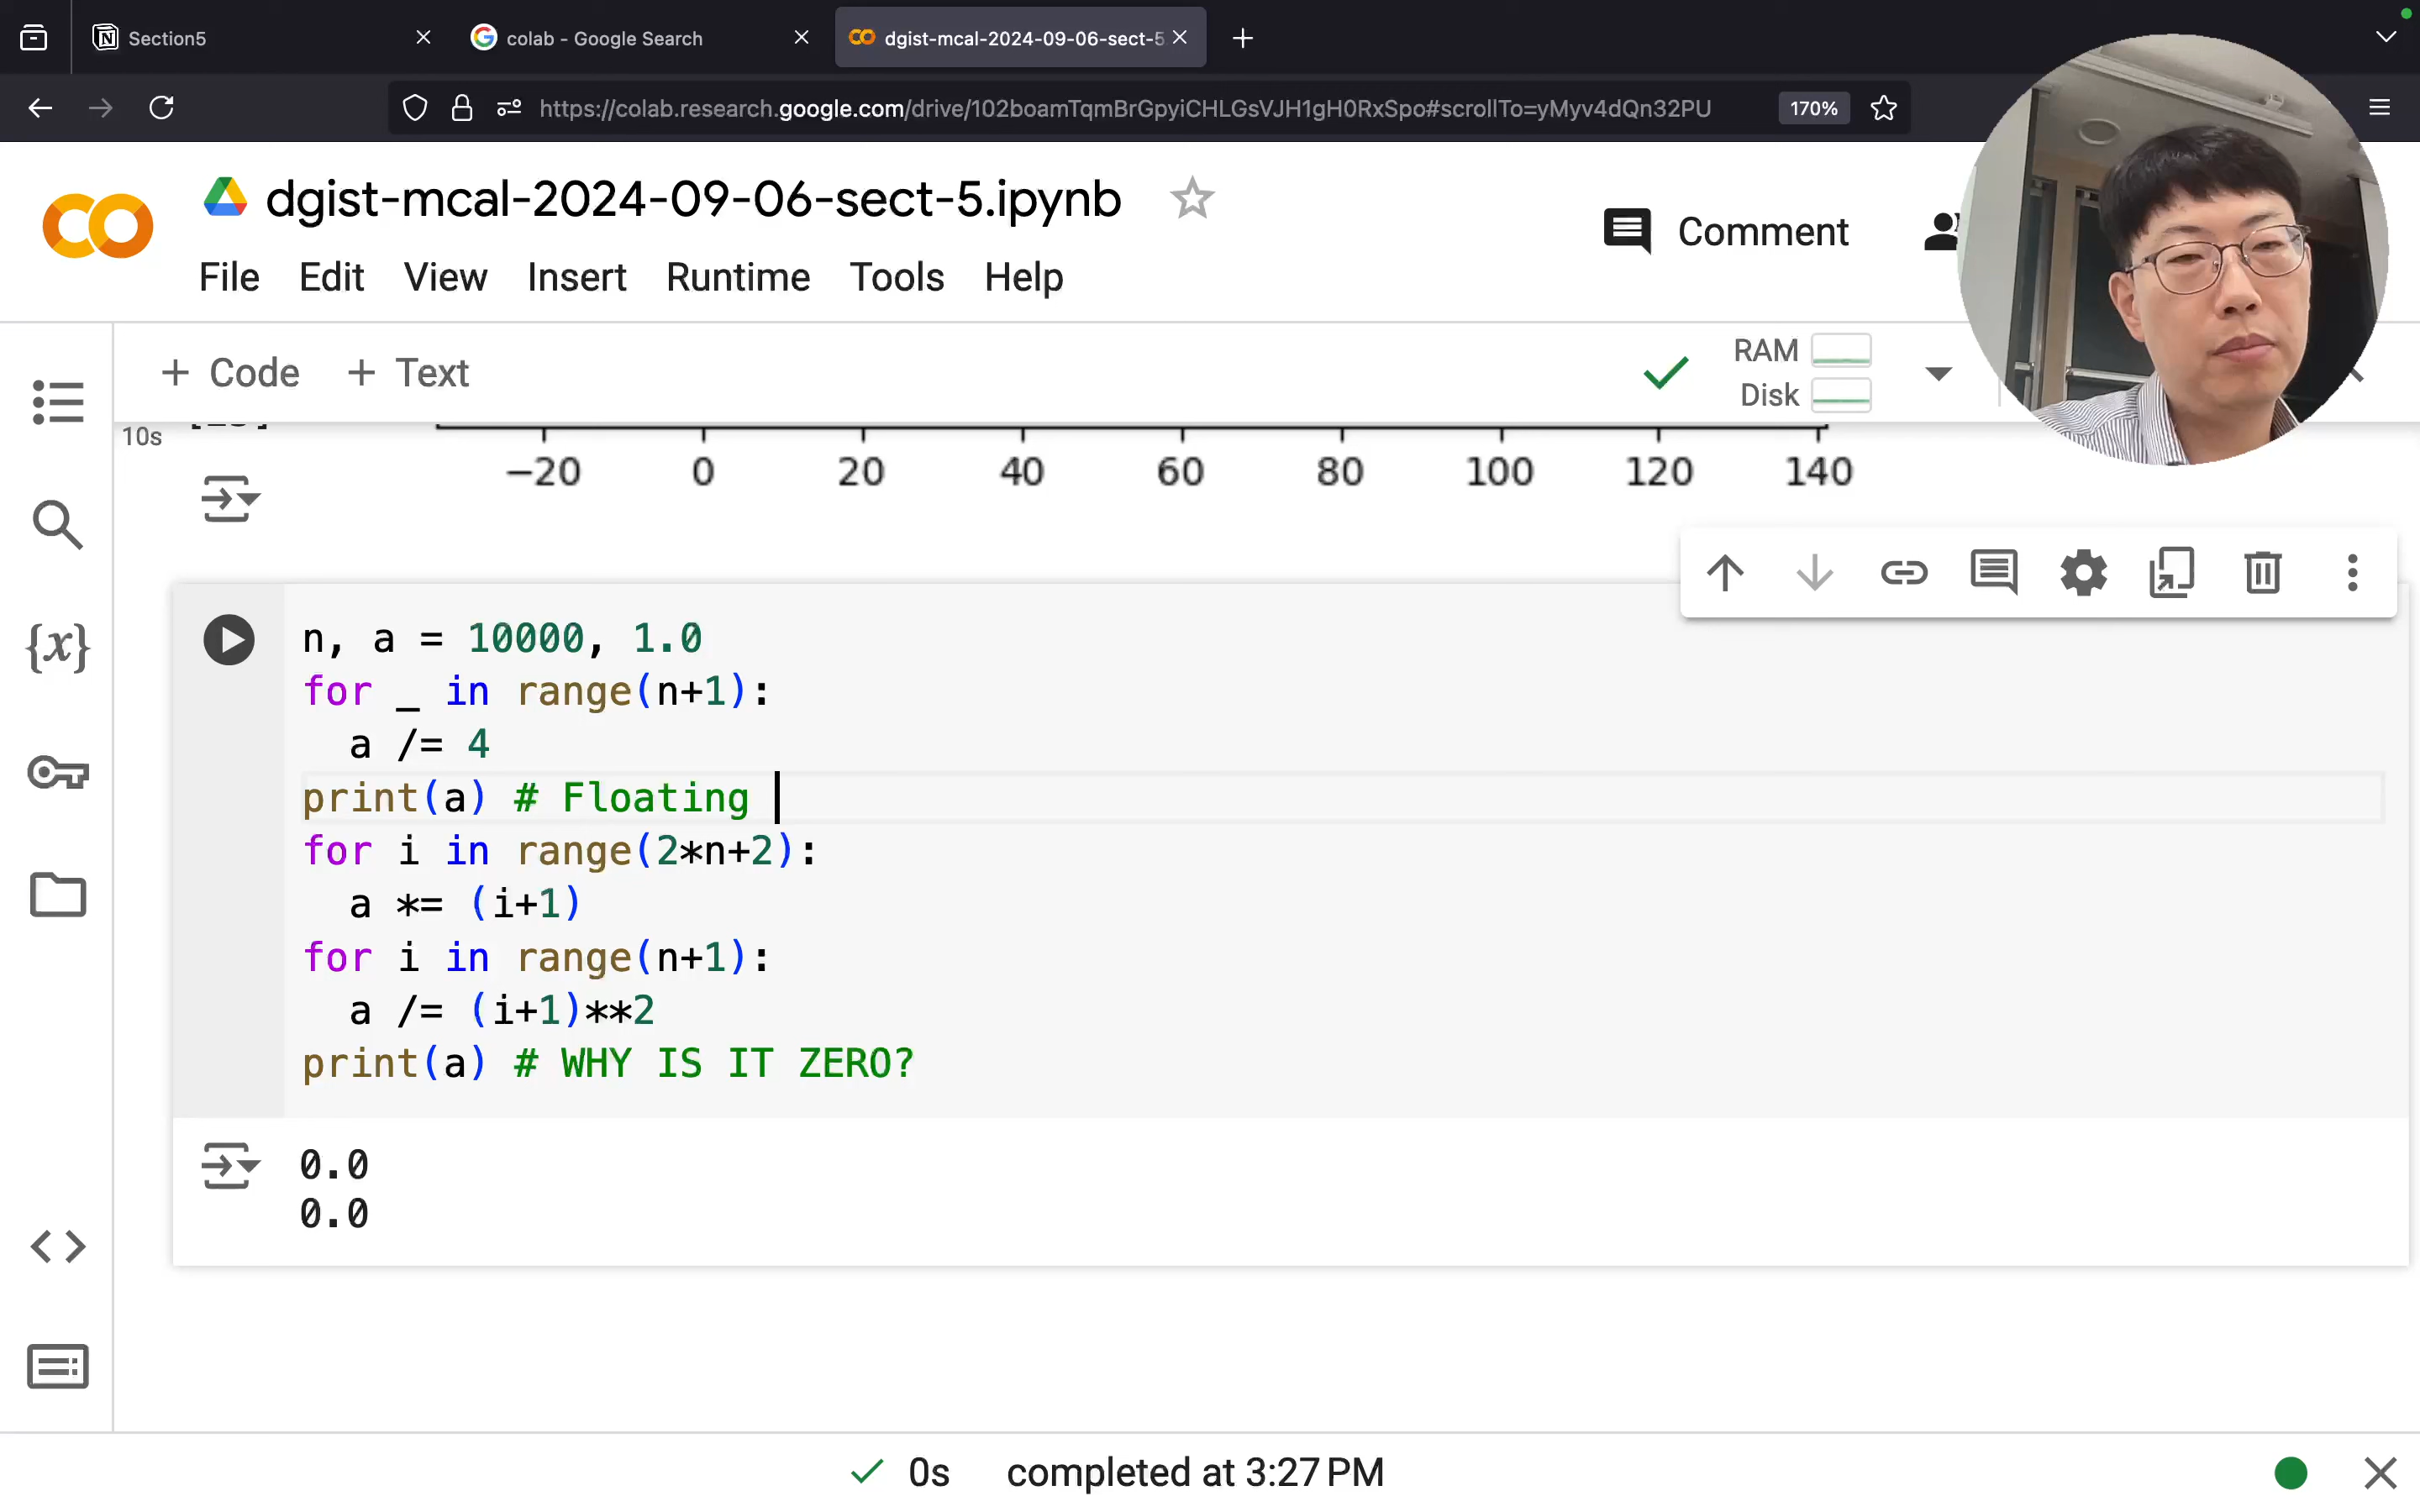 Section5
colab - Google Search
dgist-mcal-2024-09-06-sect-5
https://colab.research.google.com/drive/102boamTqmBrGpyiCHLGsVJH1gH0RxSpo#scrollTo=yMyv4dQn32PU
170%
dgist-mcal-2024-09-06-sect-5.ipynb
Comment
File Edit View Insert Runtime Tools Help
+ Code + Text
RAM
Disk
10s
−20 0 20 40 60 80 100 120 140
{x}
n, a = 10000, 1.0
for _ in range(n+1):
  a /= 4
print(a) # Floating
for i in range(2*n+2):
  a *= (i+1)
for i in range(n+1):
  a /= (i+1)**2
print(a) # WHY IS IT ZERO?
0.0
0.0
0s completed at 3:27 PM